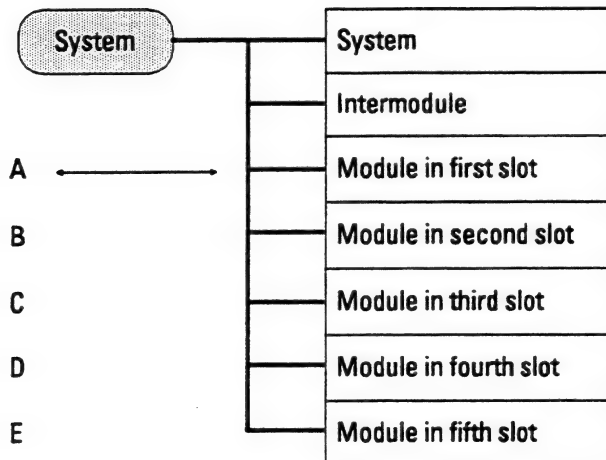 System
System
Intermodule
A
Module in first slot
B
Module in second slot
C
Module in third slot
D
Module in fourth slot
E
Module in fifth slot